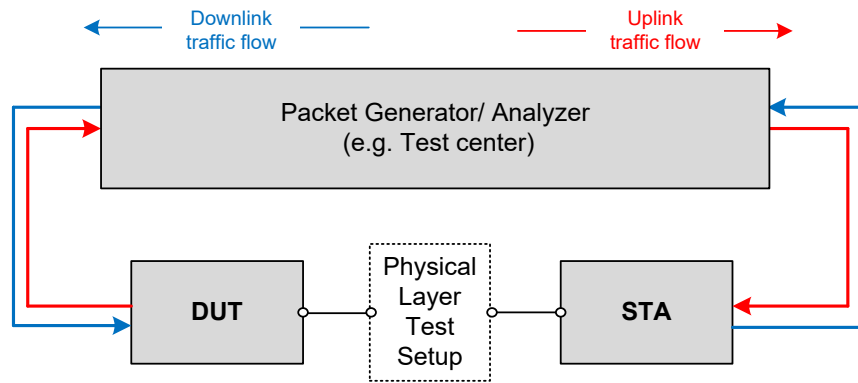 Downlink
traffic flow
Uplink
traffic flow
Packet Generator/ Analyzer
(e.g. Test center)
DUT
Physical
Layer
Test
Setup
STA